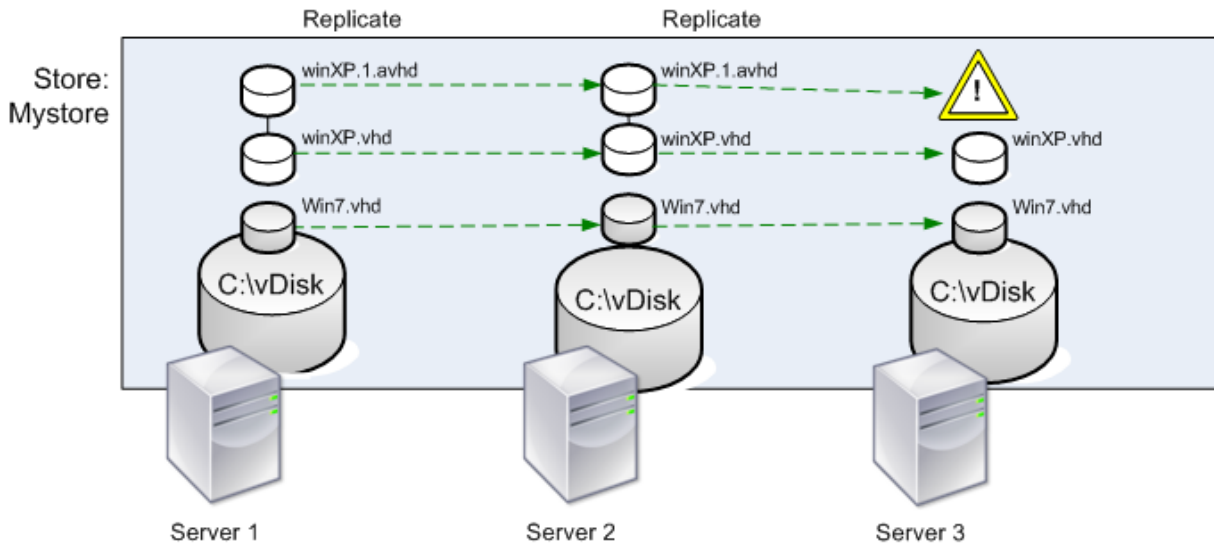 Replicate
Replicate
Store:
Mystore
winXP.1.avhd
winXP.1.avhd
!
winXP.vhd
winXP.vhd
winXP.vhd
Win7.vhd
Win7.vhd
Win7.vhd
C:\vDisk
C:\vDisk
C:\vDisk
Server 1
Server 2
Server 3